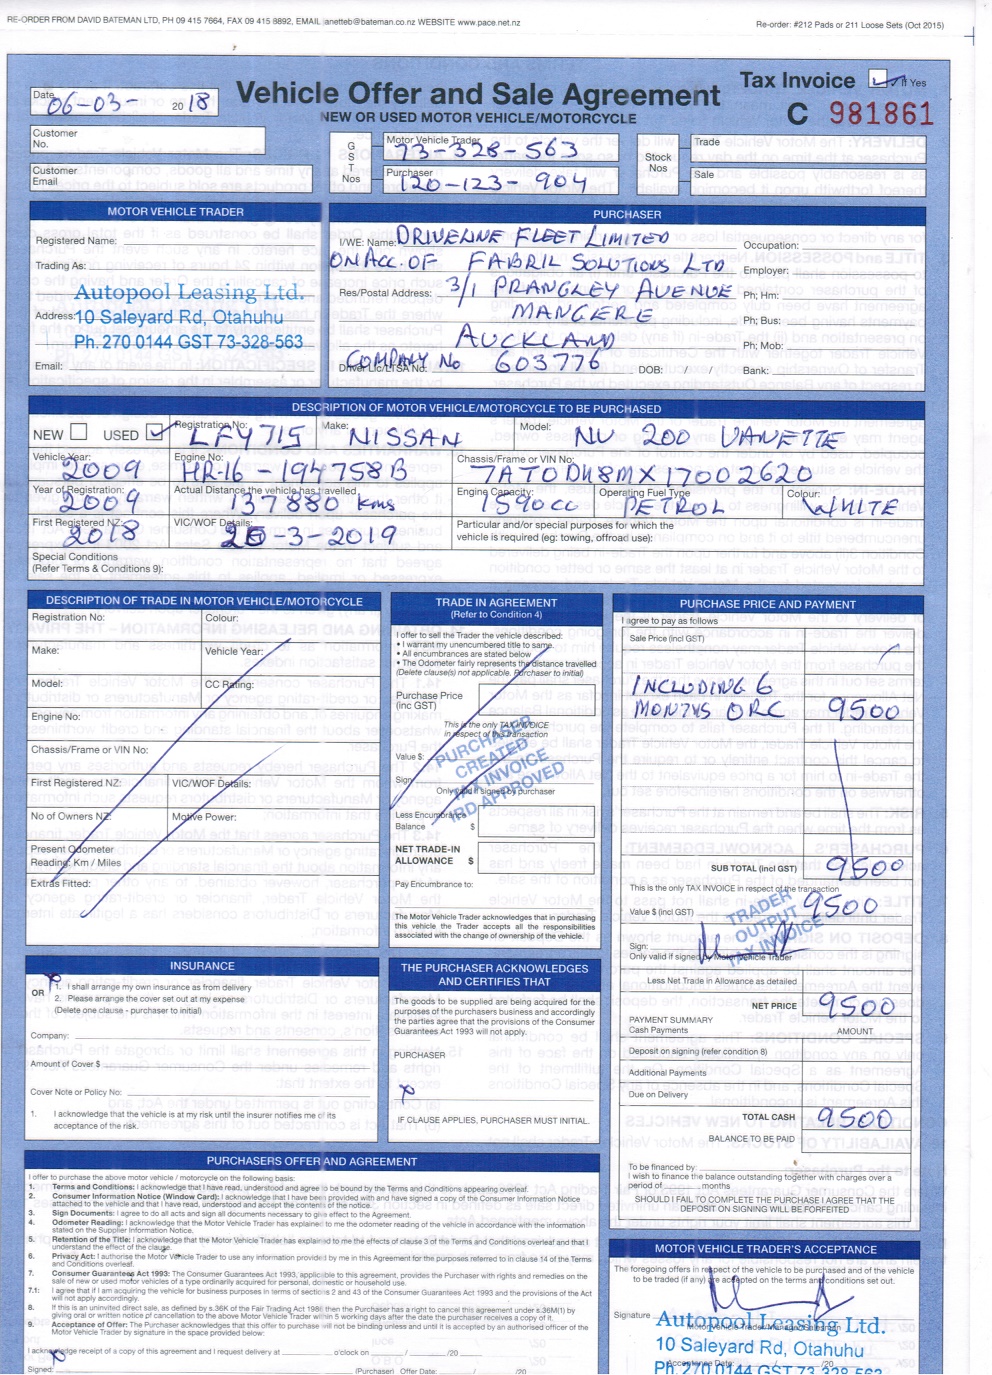 RE-ORDER FROM DAVID BATEMAN LTD, PH 09 415 7664, FAX 09 415 8892, EMAIL janetteb@bateman.co.nz WEBSITE www.pace.net.nz
Re-order: #212 Pads or 211 Loose Sets (Oct 2015)
Date 06-03- 2018
Vehicle Offer and Sale Agreement
NEW OR USED MOTOR VEHICLE/MOTORCYCLE
Tax Invoice If Yes
C 981861
Customer No.
Customer Email
GST Nos
Motor Vehicle Trader 73-328-563
Purchaser 120-123-904
Stock Nos
Trade
Sale
MOTOR VEHICLE TRADER
Registered Name:
Trading As:
Autopool Leasing Ltd.
Address: 10 Saleyard Rd, Otahuhu
Ph. 270 0144 GST 73-328-563
Email:
PURCHASER
I/WE: Name: DRIVELINE FLEET LIMITED
ON ACC. OF FABRIL SOLUTIONS LTD
Res/Postal Address: 3/1 PRANGLEY AVENUE
MANGERE
AUCKLAND
COMPANY No 603776
Driver Lic/LTSA No.
DOB: / /
Occupation:
Employer:
Ph; Hm:
Ph; Bus:
Ph; Mob:
Bank:
DESCRIPTION OF MOTOR VEHICLE/MOTORCYCLE TO BE PURCHASED
NEW USED
Registration No: LFY715
Make: NISSAN
Model: NV 200 VANETTE
Vehicle Year: 2009
Engine No: HR16-194758B
Chassis/Frame or VIN No: 7AT0DH8MX17002620
Year of Registration: 2009
Actual Distance the vehicle has travelled 137880 kms
Engine Capacity: 1590cc
Operating Fuel Type PETROL
Colour: WHITE
First Registered NZ: 2018
VIC/WOF Details: -3-2019
Particular and/or special purposes for which the
vehicle is required (eg: towing, offroad use):
Special Conditions
(Refer Terms & Conditions 9):
DESCRIPTION OF TRADE IN MOTOR VEHICLE/MOTORCYCLE
Registration No:
Colour:
Make:
Vehicle Year:
Model:
CC Rating:
Engine No:
Chassis/Frame or VIN No:
First Registered NZ:
VIC/WOF Details:
No of Owners NZ:
Motive Power:
Present Odometer
Reading: Km / Miles
Extras Fitted:
TRADE IN AGREEMENT
(Refer to Condition 4)
I offer to sell the Trader the vehicle described:
• I warrant my unencumbered title to same.
• All encumbrances are stated below
• The Odometer fairly represents the distance travelled
(Delete clause(s) not applicable, Purchaser to initial)
Purchase Price
(inc GST)
This is the only TAX INVOICE
in respect of this transaction
Value $:
Sign
Only valid if signed by purchaser
PURCHASER
CREATED
TAX INVOICE
IRD APPROVED
Less Encumbrance
Balance $
NET TRADE-IN
ALLOWANCE $
Pay Encumbrance to:
The Motor Vehicle Trader acknowledges that in purchasing
this vehicle the Trader accepts all the responsibilities
associated with the change of ownership of the vehicle.
PURCHASE PRICE AND PAYMENT
I agree to pay as follows
Sale Price (incl GST)
INCLUDING 6
MONTHS ORC 9500
SUB TOTAL (incl GST) 9500
This is the only TAX INVOICE in respect of the transaction
Value $ (incl GST) 9500
TRADER
OUTPUT
TAX INVOICE
Sign:
Only valid if signed by Motor Vehicle Trader
Less Net Trade in Allowance as detailed
NET PRICE 9500
PAYMENT SUMMARY
Cash Payments AMOUNT
Deposit on signing (refer condition 8)
Additional Payments
Due on Delivery
TOTAL CASH 9500
BALANCE TO BE PAID
To be financed by:
I wish to finance the balance outstanding together with charges over a
period of months
SHOULD I FAIL TO COMPLETE THE PURCHASE I AGREE THAT THE
DEPOSIT ON SIGNING WILL BE FORFEITED
INSURANCE
1. I shall arrange my own insurance as from delivery
OR
2. Please arrange the cover set out at my expense
(Delete one clause - purchaser to initial)
Company:
Amount of Cover $
Cover Note or Policy No:
1. I acknowledge that the vehicle is at my risk until the insurer notifies me of its
acceptance of the risk.
THE PURCHASER ACKNOWLEDGES
AND CERTIFIES THAT
The goods to be supplied are being acquired for the
purposes of the purchasers business and accordingly
the parties agree that the provisions of the Consumer
Guarantees Act 1993 will not apply.
PURCHASER
IF CLAUSE APPLIES, PURCHASER MUST INITIAL.
PURCHASERS OFFER AND AGREEMENT
I offer to purchase the above motor vehicle / motorcycle on the following basis:
1. Terms and Conditions: I acknowledge that I have read, understood and agree to be bound by the Terms and Conditions appearing overleaf.
2. Consumer Information Notice (Window Card): I acknowledge that I have been provided with and have signed a copy of the Consumer Information Notice
attached to the vehicle and that I have read, understood and accept the contents of the notice.
3. Sign Documents: I agree to do all acts and sign all documents necessary to give effect to the Agreement.
4. Odometer Reading: I acknowledge that the Motor Vehicle Trader has explained to me the odometer reading of the vehicle in accordance with the information
stated on the Supplier Information Notice.
5. Retention of the Title: I acknowledge that the Motor Vehicle Trader has explained to me the effects of clause 3 of the Terms and Conditions overleaf and that I
understand the effect of the clause.
6. Privacy Act: I authorise the Motor Vehicle Trader to use any information provided by me in this Agreement for the purposes referred to in clause 14 of the Terms
and Conditions overleaf.
7. Consumer Guarantees Act 1993: The Consumer Guarantees Act 1993, applicable to this agreement, provides the Purchaser with rights and remedies on the
sale of new or used motor vehicles of a type ordinarily acquired for personal, domestic or household use.
7.1: I agree that if I am acquiring the vehicle for business purposes in terms of sections 2 and 43 of the Consumer Guarantees Act 1993 and the provisions of the Act
will not apply accordingly.
8. If this is an uninvited direct sale, as defined by s.36K of the Fair Trading Act 1986 then the Purchaser has a right to cancel this agreement under s.36M(1) by
giving oral or written notice of cancellation to the above Motor Vehicle Trader within 5 working days after the date the purchaser receives a copy of it.
9. Acceptance of Offer: The Purchaser acknowledges that this offer to purchase will not be binding unless and until it is accepted by an authorised officer of the
Motor Vehicle Trader by signature in the space provided below:
I acknowledge receipt of a copy of this agreement and I request delivery at o'clock on / /20
Signed: (Purchaser) Offer Date: / /20
MOTOR VEHICLE TRADER'S ACCEPTANCE
The foregoing offers in respect of the vehicle to be purchased and of the vehicle
to be traded (if any) are accepted on the terms and conditions set out.
Signature
Autopool Leasing Ltd.
10 Saleyard Rd, Otahuhu
Acceptance Date: / /20
Ph. 270 0144 GST 73-328-563